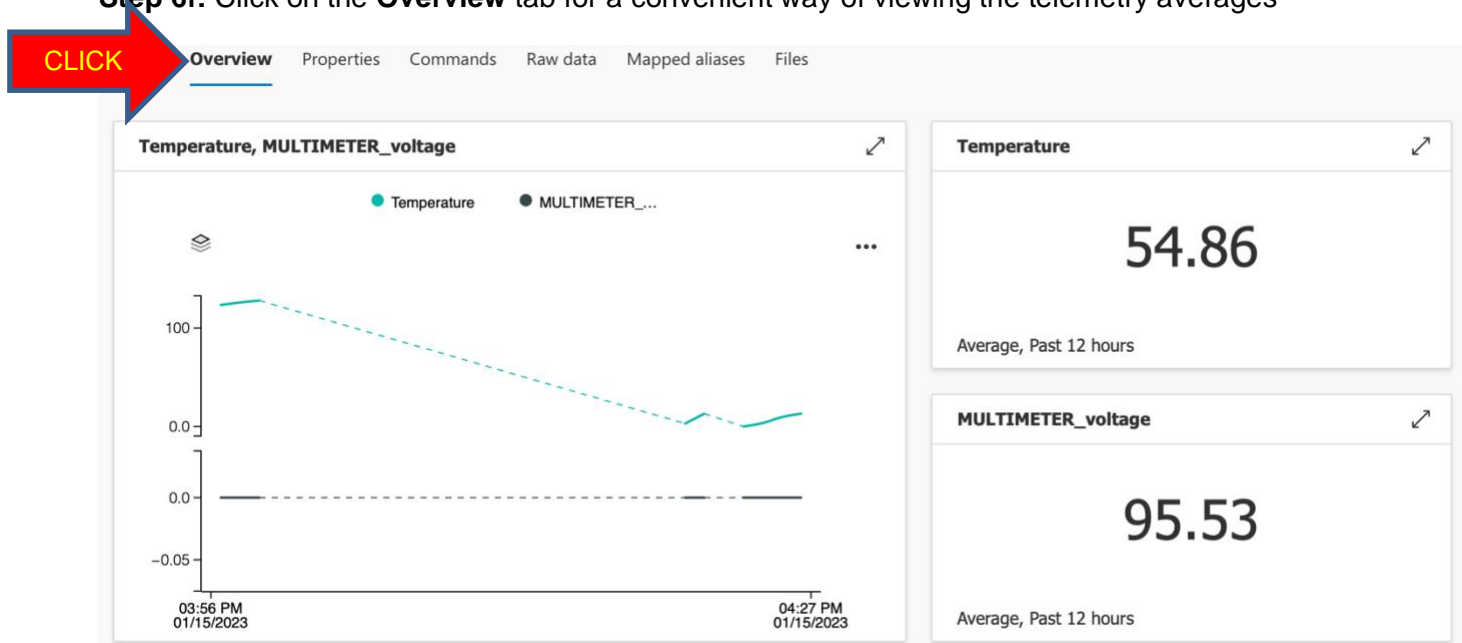 Step 6f. Click on the Overview tab for a convenient way of viewing the telemetry averages
CLICK
Overview Properties Commands Raw data Mapped aliases Files
Temperature, MULTIMETER_voltage
Temperature MULTIMETER_...
100
0.0
0.0
−0.05
03:56 PM
01/15/2023
04:27 PM
01/15/2023
Temperature
54.86
Average, Past 12 hours
MULTIMETER_voltage
95.53
Average, Past 12 hours